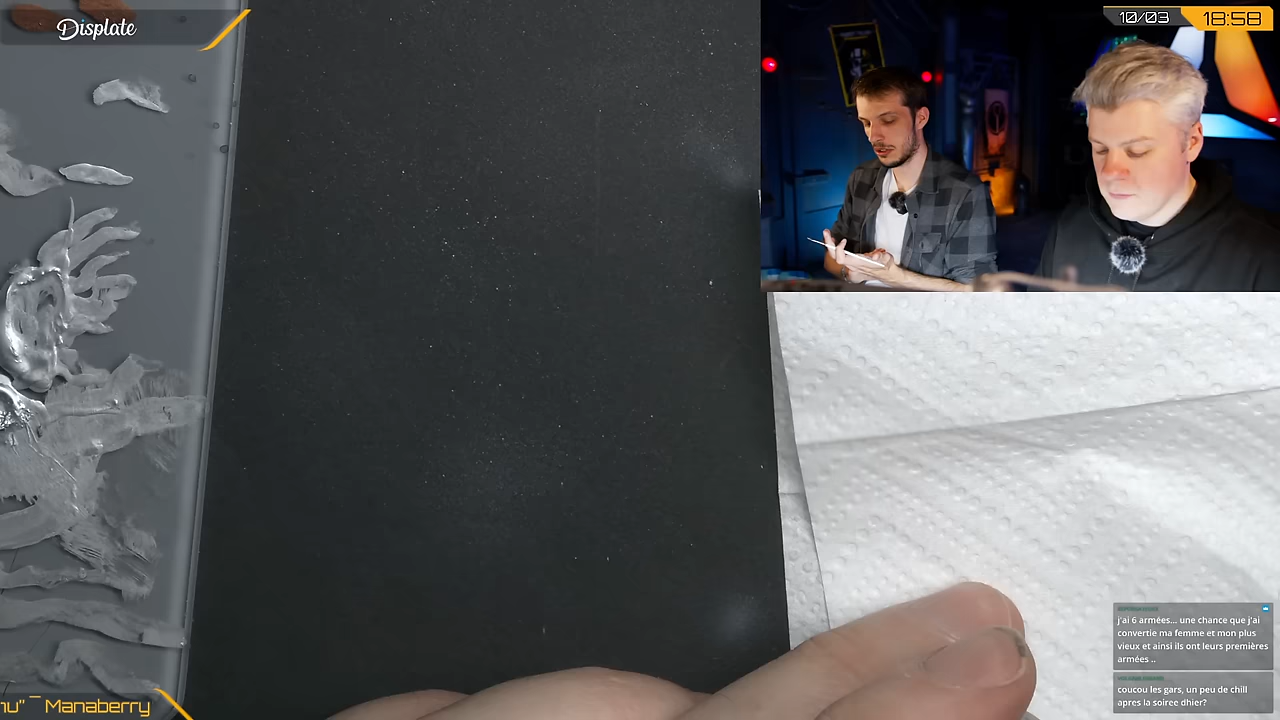 Displate
10/03
18:58
j'ai 6 armées... une chance que j'ai
convertie ma femme et mon plus
vieux et ainsi ils ont leurs premières
armées ..
coucou les gars, un peu de chill
apres la soiree dhier?
nu" ~ Manaberry